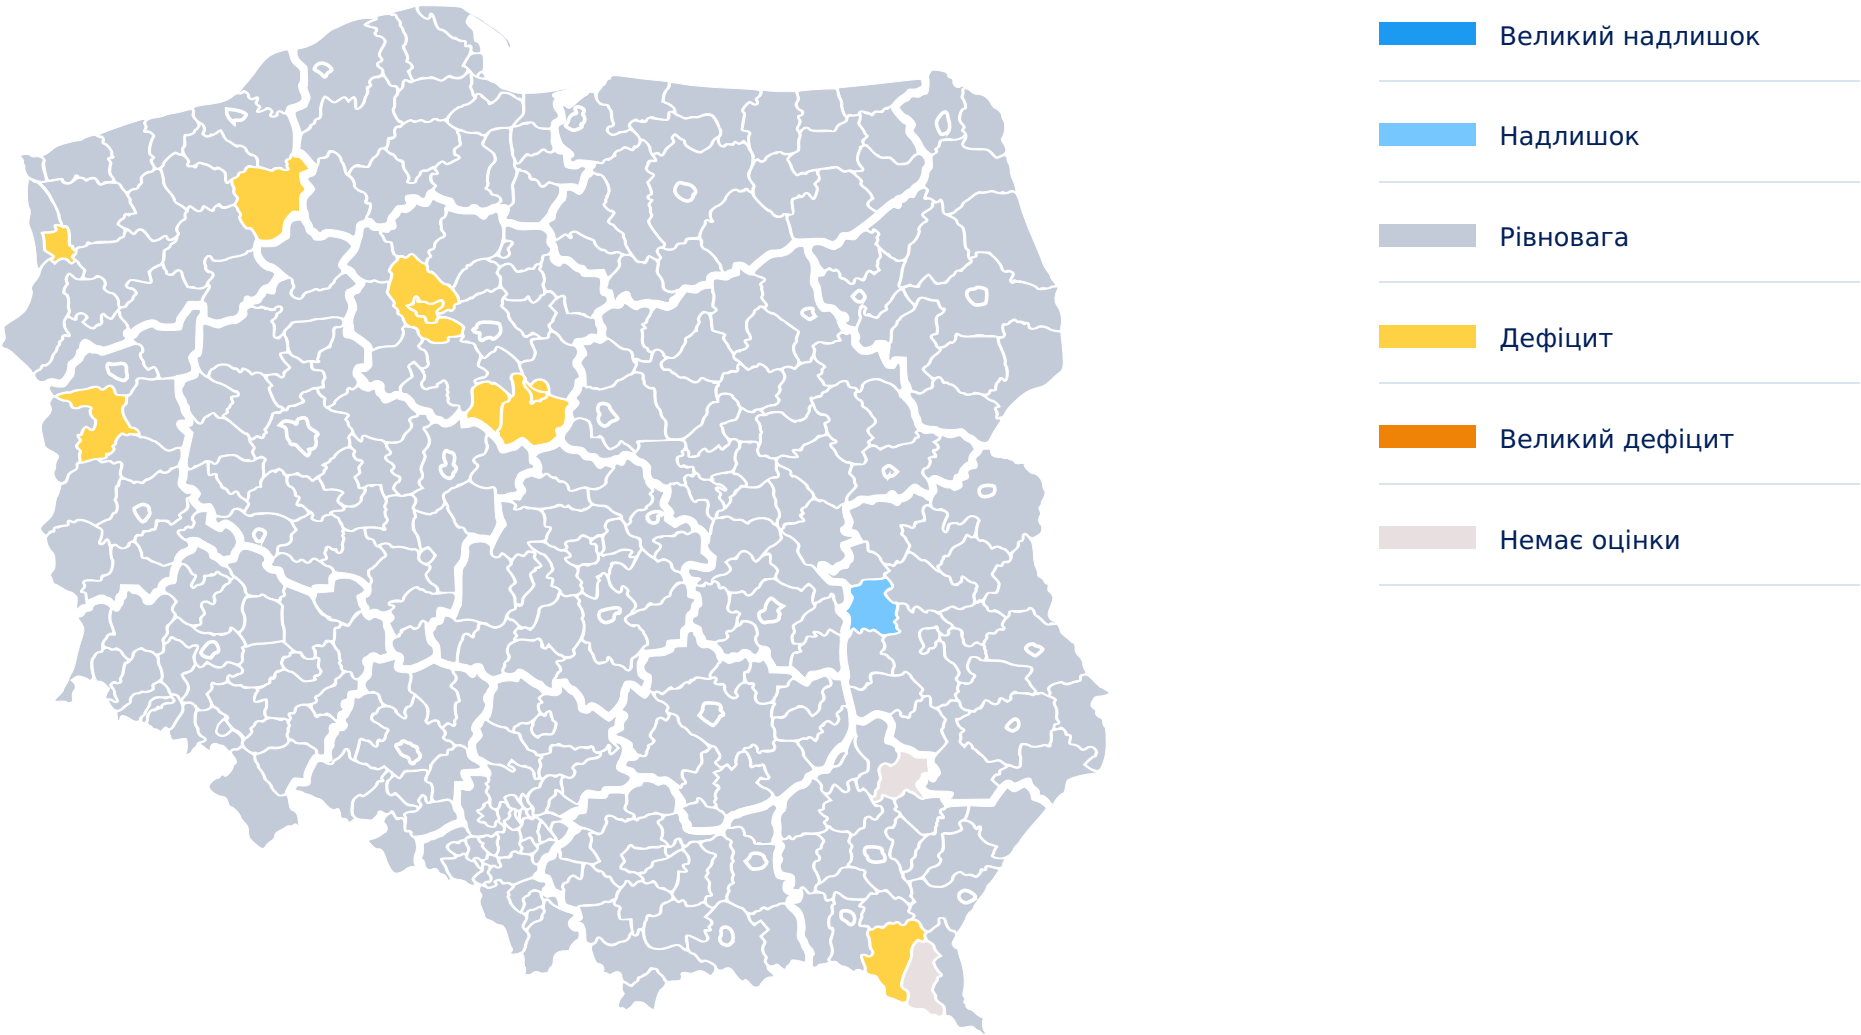 Великий надлишок
Надлишок
Рівновага
Дефіцит
Великий дефіцит
Немає оцінки